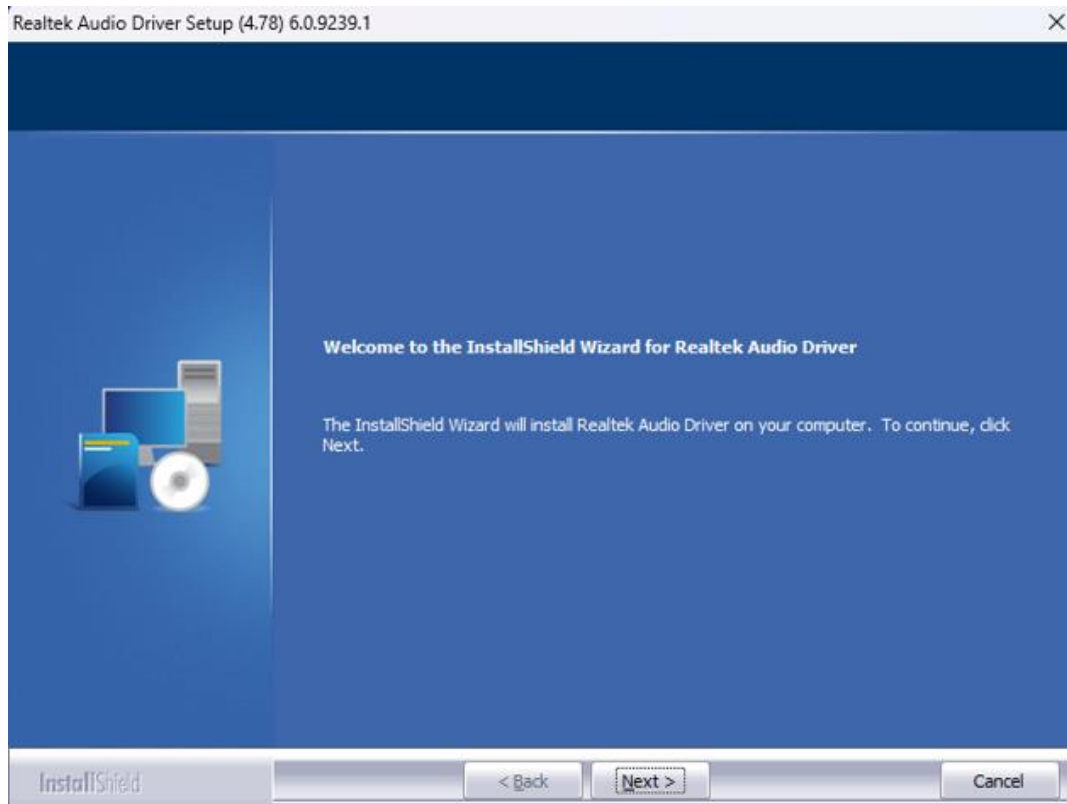 Realtek Audio Driver Setup (4.78) 6.0.9239.1
Welcome to the InstallShield Wizard for Realtek Audio Driver
The InstallShield Wizard will install Realtek Audio Driver on your computer. To continue, click
Next.
InstallShield
< Back
Next >
Cancel